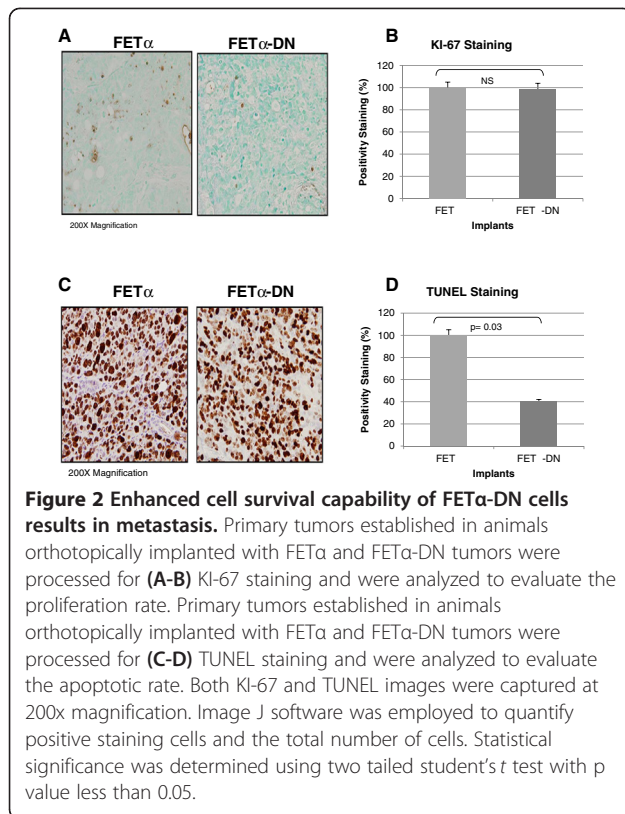 A
FETα
FETα-DN
200X Magnification
B
KI-67 Staining
Positivity Staining (%)
120
100
80
60
40
20
0
NS
FET
FET -DN
Implants
C
FETα
FETα-DN
200X Magnification
D
TUNEL Staining
Positivity Staining (%)
120
100
80
60
40
20
0
p= 0.03
FET
FET -DN
Implants
Figure 2 Enhanced cell survival capability of FETα-DN cells
results in metastasis. Primary tumors established in animals
orthotopically implanted with FETα and FETα-DN tumors were
processed for (A-B) KI-67 staining and were analyzed to evaluate the
proliferation rate. Primary tumors established in animals
orthotopically implanted with FETα and FETα-DN tumors were
processed for (C-D) TUNEL staining and were analyzed to evaluate
the apoptotic rate. Both KI-67 and TUNEL images were captured at
200x magnification. Image J software was employed to quantify
positive staining cells and the total number of cells. Statistical
significance was determined using two tailed student's t test with p
value less than 0.05.